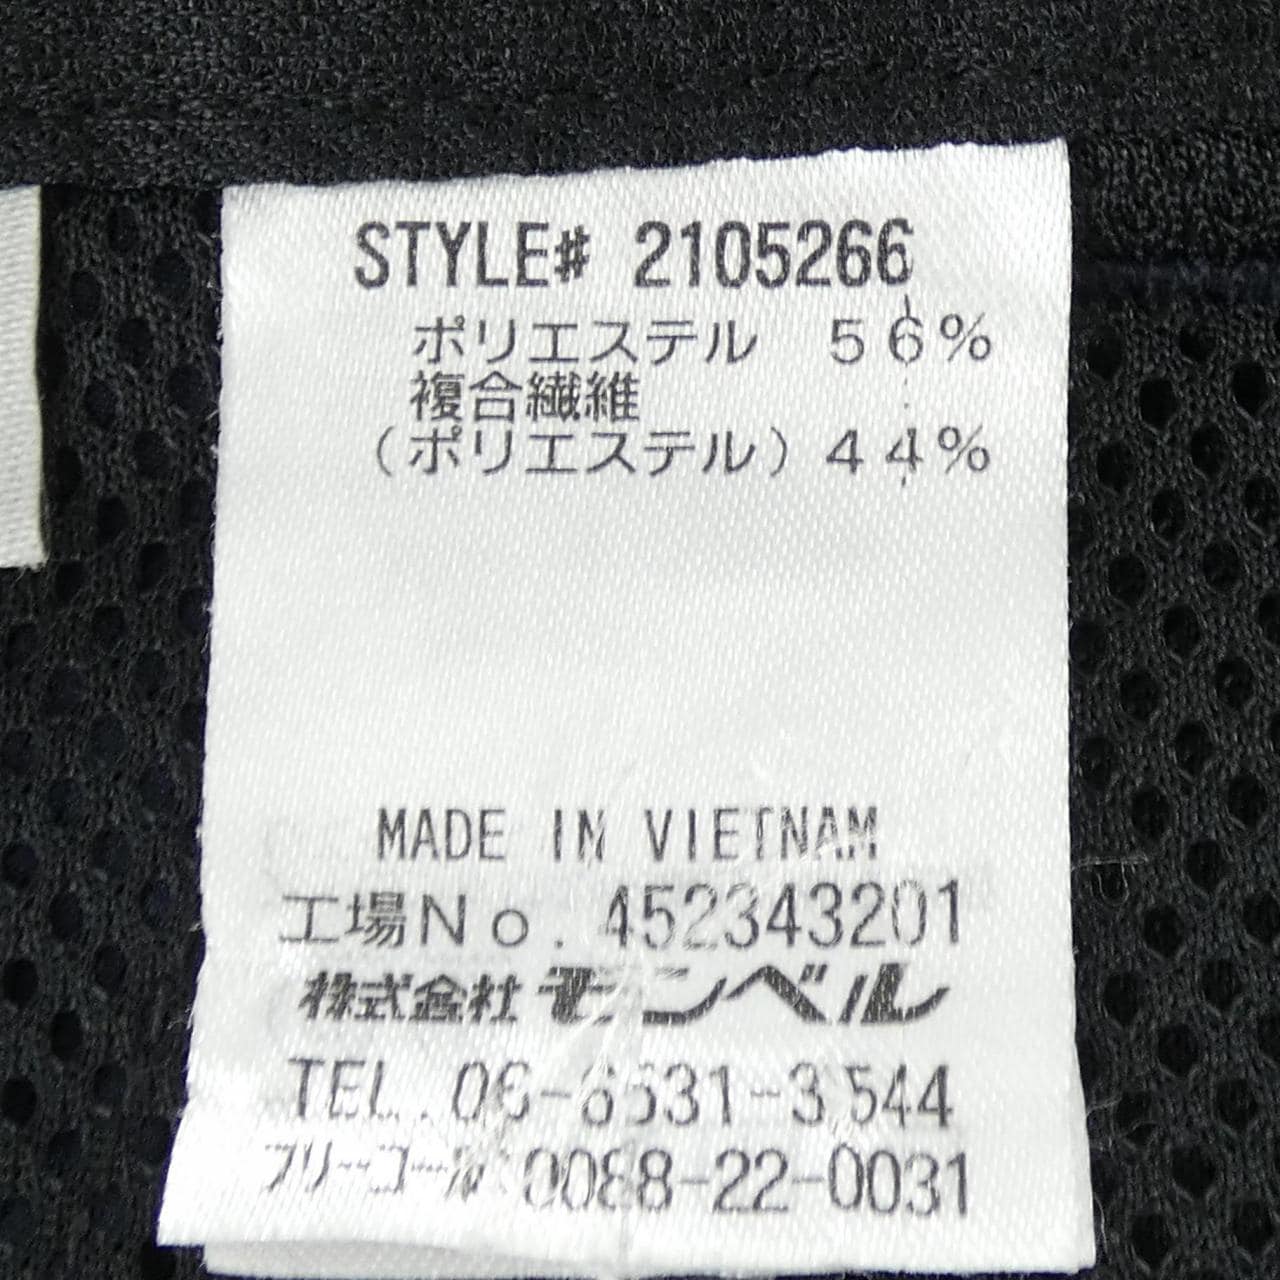 STYLE# 2105266
ポリエステル 56%
複合繊維
(ポリエステル)44%
MADE IN VIETNAM
工場No. 452343201
株式会社モンベル
TEL. 06-6531-3544
フリーコール 0088-22-0031